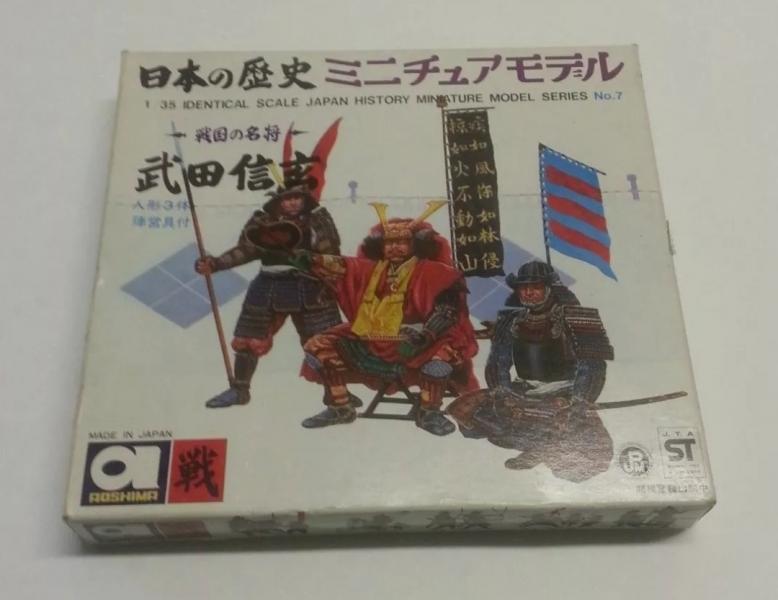 日本の歴史 ミニチュアモデル
1 35 IDENTICAL SCALE JAPAN HISTORY MINIATURE MODEL SERIES No.7
戦国の名将
武田信玄
人形3体
陣営具付
疾如風徐如林侵
掠如火不動如山
MADE IN JAPAN
AOSHIMA
戦
J.T.A
ST